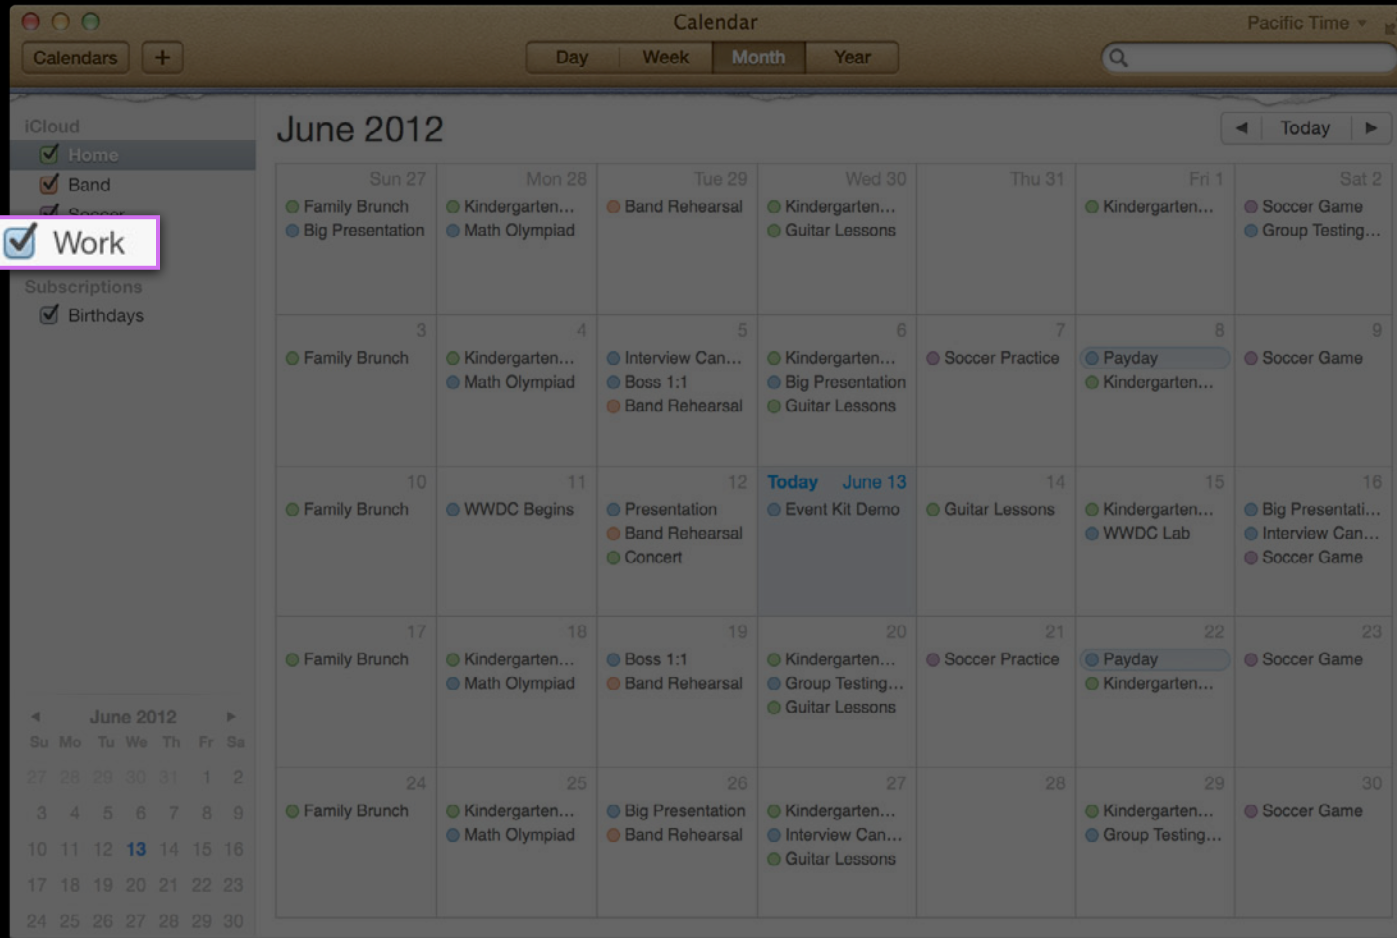 Calendar
Pacific Time
Calendars + Day Week Month Year
iCloud
Home
Band
Soccer
Work
Subscriptions
Birthdays
June 2012
Today
Sun 27 Mon 28 Tue 29 Wed 30 Thu 31 Fri 1 Sat 2
Family Brunch Kindergarten... Band Rehearsal Kindergarten... Kindergarten... Soccer Game
Big Presentation Math Olympiad Guitar Lessons Group Testing...
3 4 5 6 7 8 9
Family Brunch Kindergarten... Interview Can... Kindergarten... Soccer Practice Payday Soccer Game
Math Olympiad Boss 1:1 Big Presentation Kindergarten...
Band Rehearsal Guitar Lessons
10 11 12 Today June 13 14 15 16
Family Brunch WWDC Begins Presentation Event Kit Demo Guitar Lessons Kindergarten... Big Presentati...
Band Rehearsal WWDC Lab Interview Can...
Concert Soccer Game
17 18 19 20 21 22 23
Family Brunch Kindergarten... Boss 1:1 Kindergarten... Soccer Practice Payday Soccer Game
Math Olympiad Band Rehearsal Group Testing... Kindergarten...
Guitar Lessons
24 25 26 27 28 29 30
Family Brunch Kindergarten... Big Presentation Kindergarten... Kindergarten... Soccer Game
Math Olympiad Band Rehearsal Interview Can... Group Testing...
Guitar Lessons
June 2012
Su Mo Tu We Th Fr Sa
27 28 29 30 31 1 2
3 4 5 6 7 8 9
10 11 12 13 14 15 16
17 18 19 20 21 22 23
24 25 26 27 28 29 30